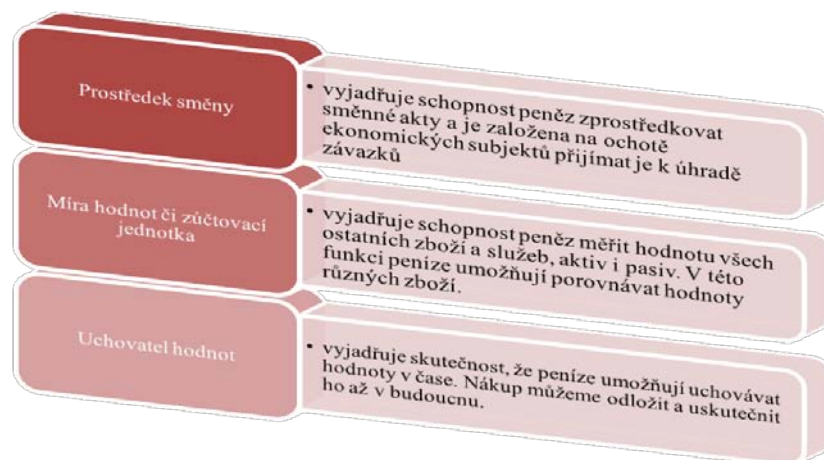 Prostředek směny
• vyjadřuje schopnost peněz zprostředkovat
směnné akty a je založena na ochotě
ekonomických subjektů přijímat je k úhradě
závazků
Míra hodnot či zúčtovací
jednotka
• vyjadřuje schopnost peněz měřit hodnotu všech
ostatních zboží a služeb, aktiv i pasiv. V této
funkci peníze umožňují porovnávat hodnoty
různých zboží.
Uchovatel hodnot
• vyjadřuje skutečnost, že peníze umožňují uchovávat
hodnoty v čase. Nákup můžeme odložit a uskutečnit
ho až v budoucnu.